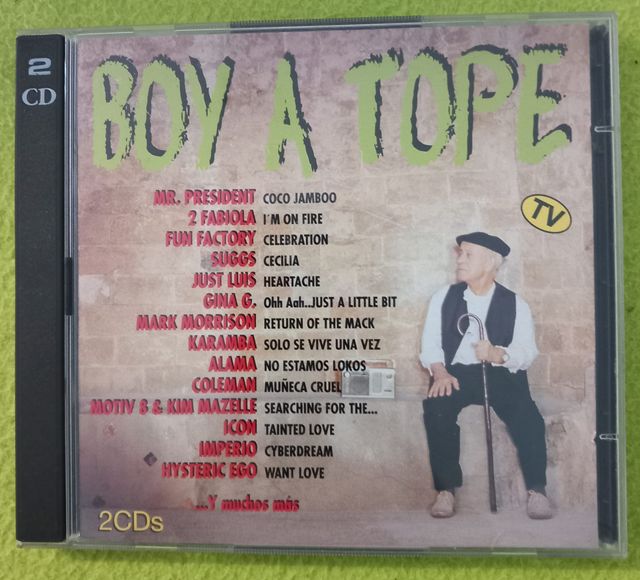 2
CD
BOY A TOPE
TV
MR. PRESIDENT COCO JAMBOO
2 FABIOLA I´M ON FIRE
FUN FACTORY CELEBRATION
SUGGS CECILIA
JUST LUIS HEARTACHE
GINA G. Ohh Aah..JUST A LITTLE BIT
MARK MORRISON RETURN OF THE MACK
KARAMBA SOLO SE VIVE UNA VEZ
ALAMA NO ESTAMOS LOKOS
COLEMAN MUÑECA CRUEL
MOTIV 8 & KIM MAZELLE SEARCHING FOR THE...
ICON TAINTED LOVE
IMPERIO CYBERDREAM
HYSTERIC EGO WANT LOVE
...Y muchos más
2CDs